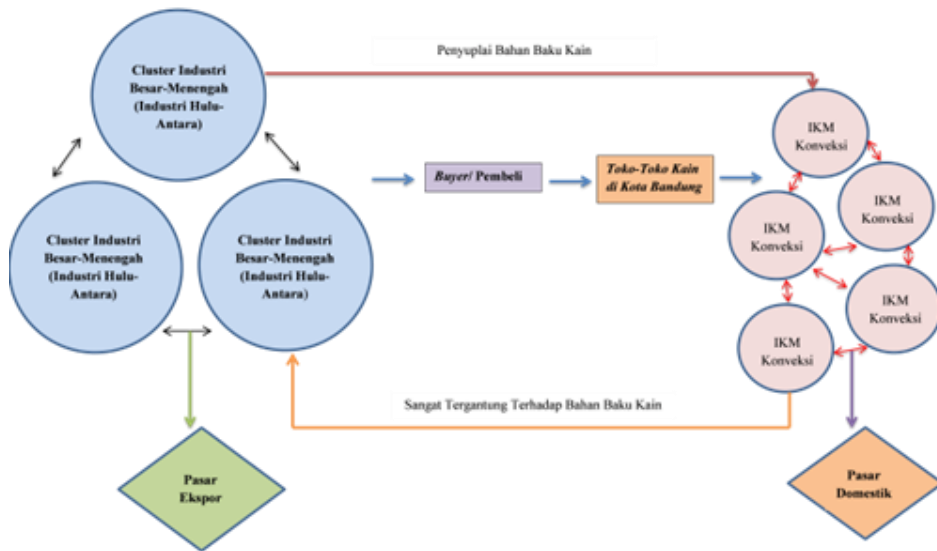 Penyuplai Bahan Baku Kain
Cluster Industri
Besar-Menengah
(Industri Hulu-
Antara)
IKM
Konveksi
Buyer/ Pembeli
Toko-Toko Kain
di Kota Bandung
IKM
Konveksi
Cluster Industri
Besar-Menengah
(Industri Hulu-
Antara)
Cluster Industri
Besar-Menengah
(Industri Hulu-
Antara)
IKM
Konveksi
IKM
Konveksi
IKM
Konveksi
Sangat Tergantung Terhadap Bahan Baku Kain
Pasar
Ekspor
Pasar
Domestik